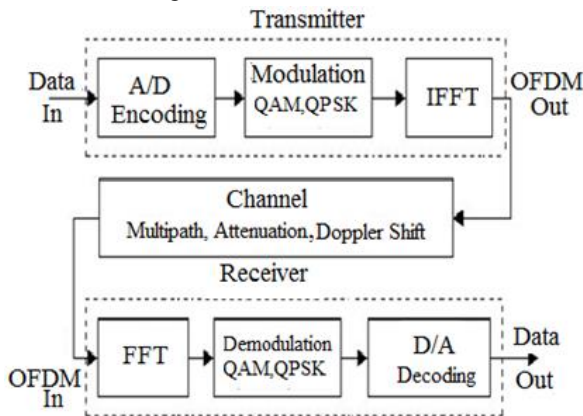 Transmitter
Data
In
A/D
Encoding
Modulation
QAM,QPSK
IFFT
OFDM
Out
Channel
Multipath, Attenuation,Doppler Shift
Receiver
OFDM
In
FFT
Demodulation
QAM,QPSK
D/A
Decoding
Data
Out